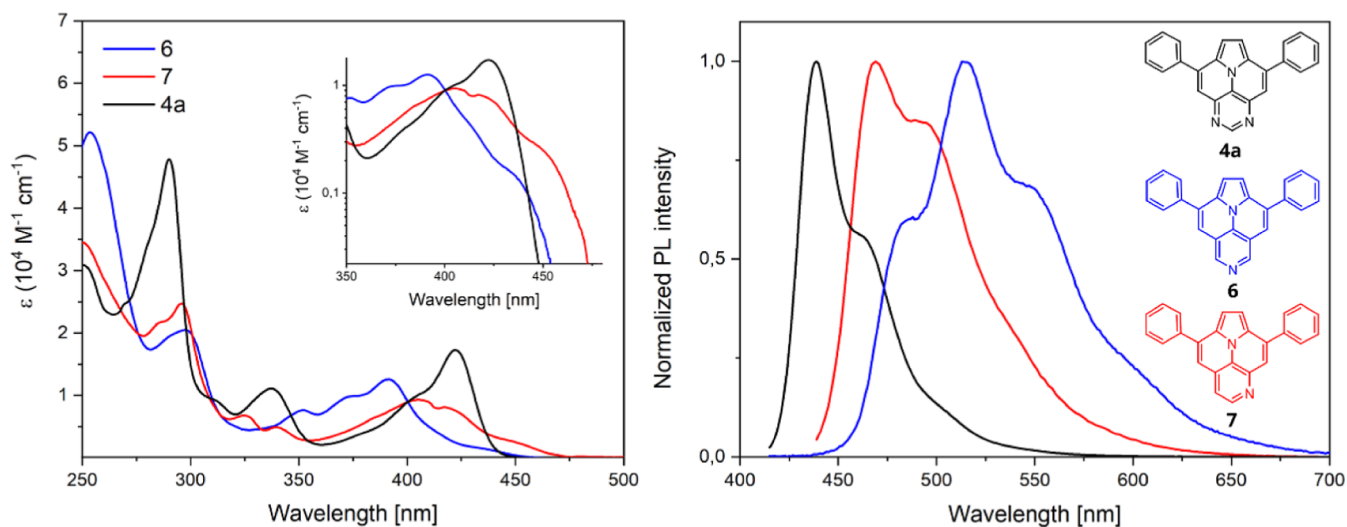 7
6
5
4
3
2
1
ε (10⁴ M⁻¹ cm⁻¹)
6
7
4a
1
0,1
ε (10⁴ M⁻¹ cm⁻¹)
350 400 450
Wavelength [nm]
250 300 350 400 450 500
Wavelength [nm]
1,0
0,5
0,0
Normalized PL intensity
N
N N
4a
N
N
6
N
N
7
400 450 500 550 600 650 700
Wavelength [nm]